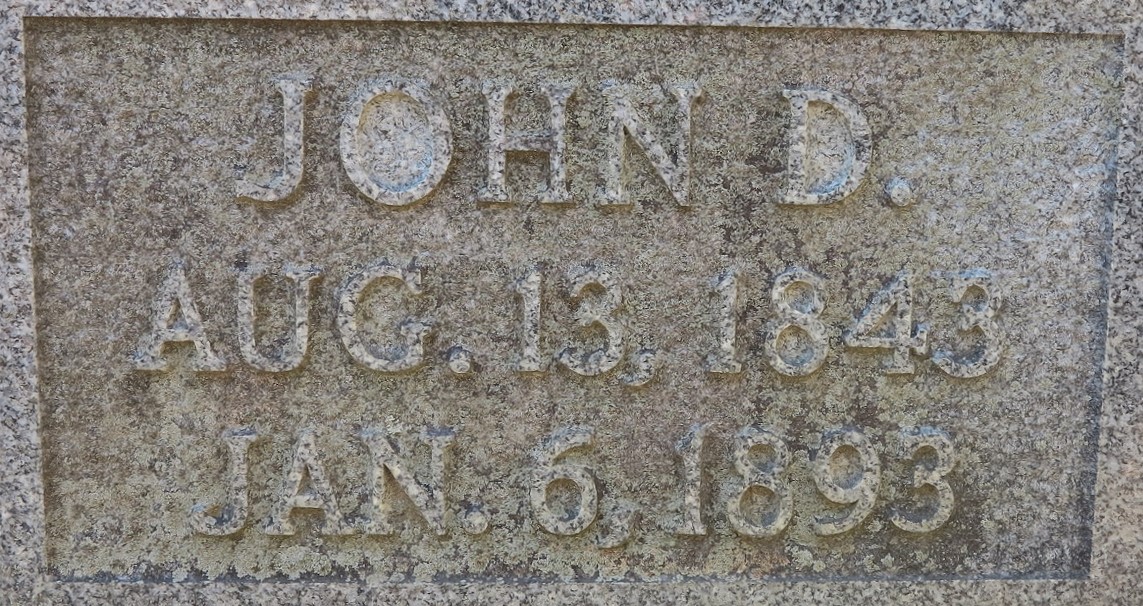 JOHN D.
AUG. 13, 1843
JAN. 6, 1893